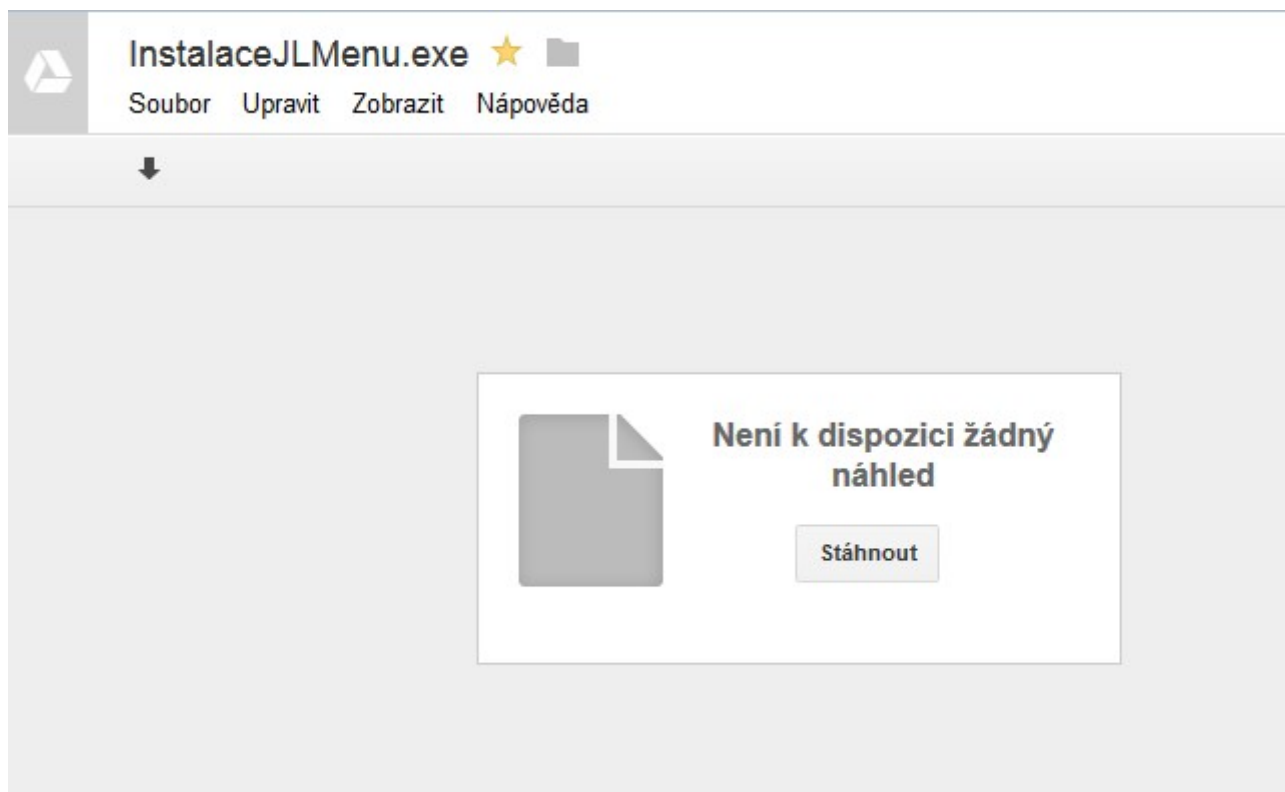 InstalaceJLMenu.exe
Soubor Upravit Zobrazit Nápověda
Není k dispozici žádný
náhled
Stáhnout